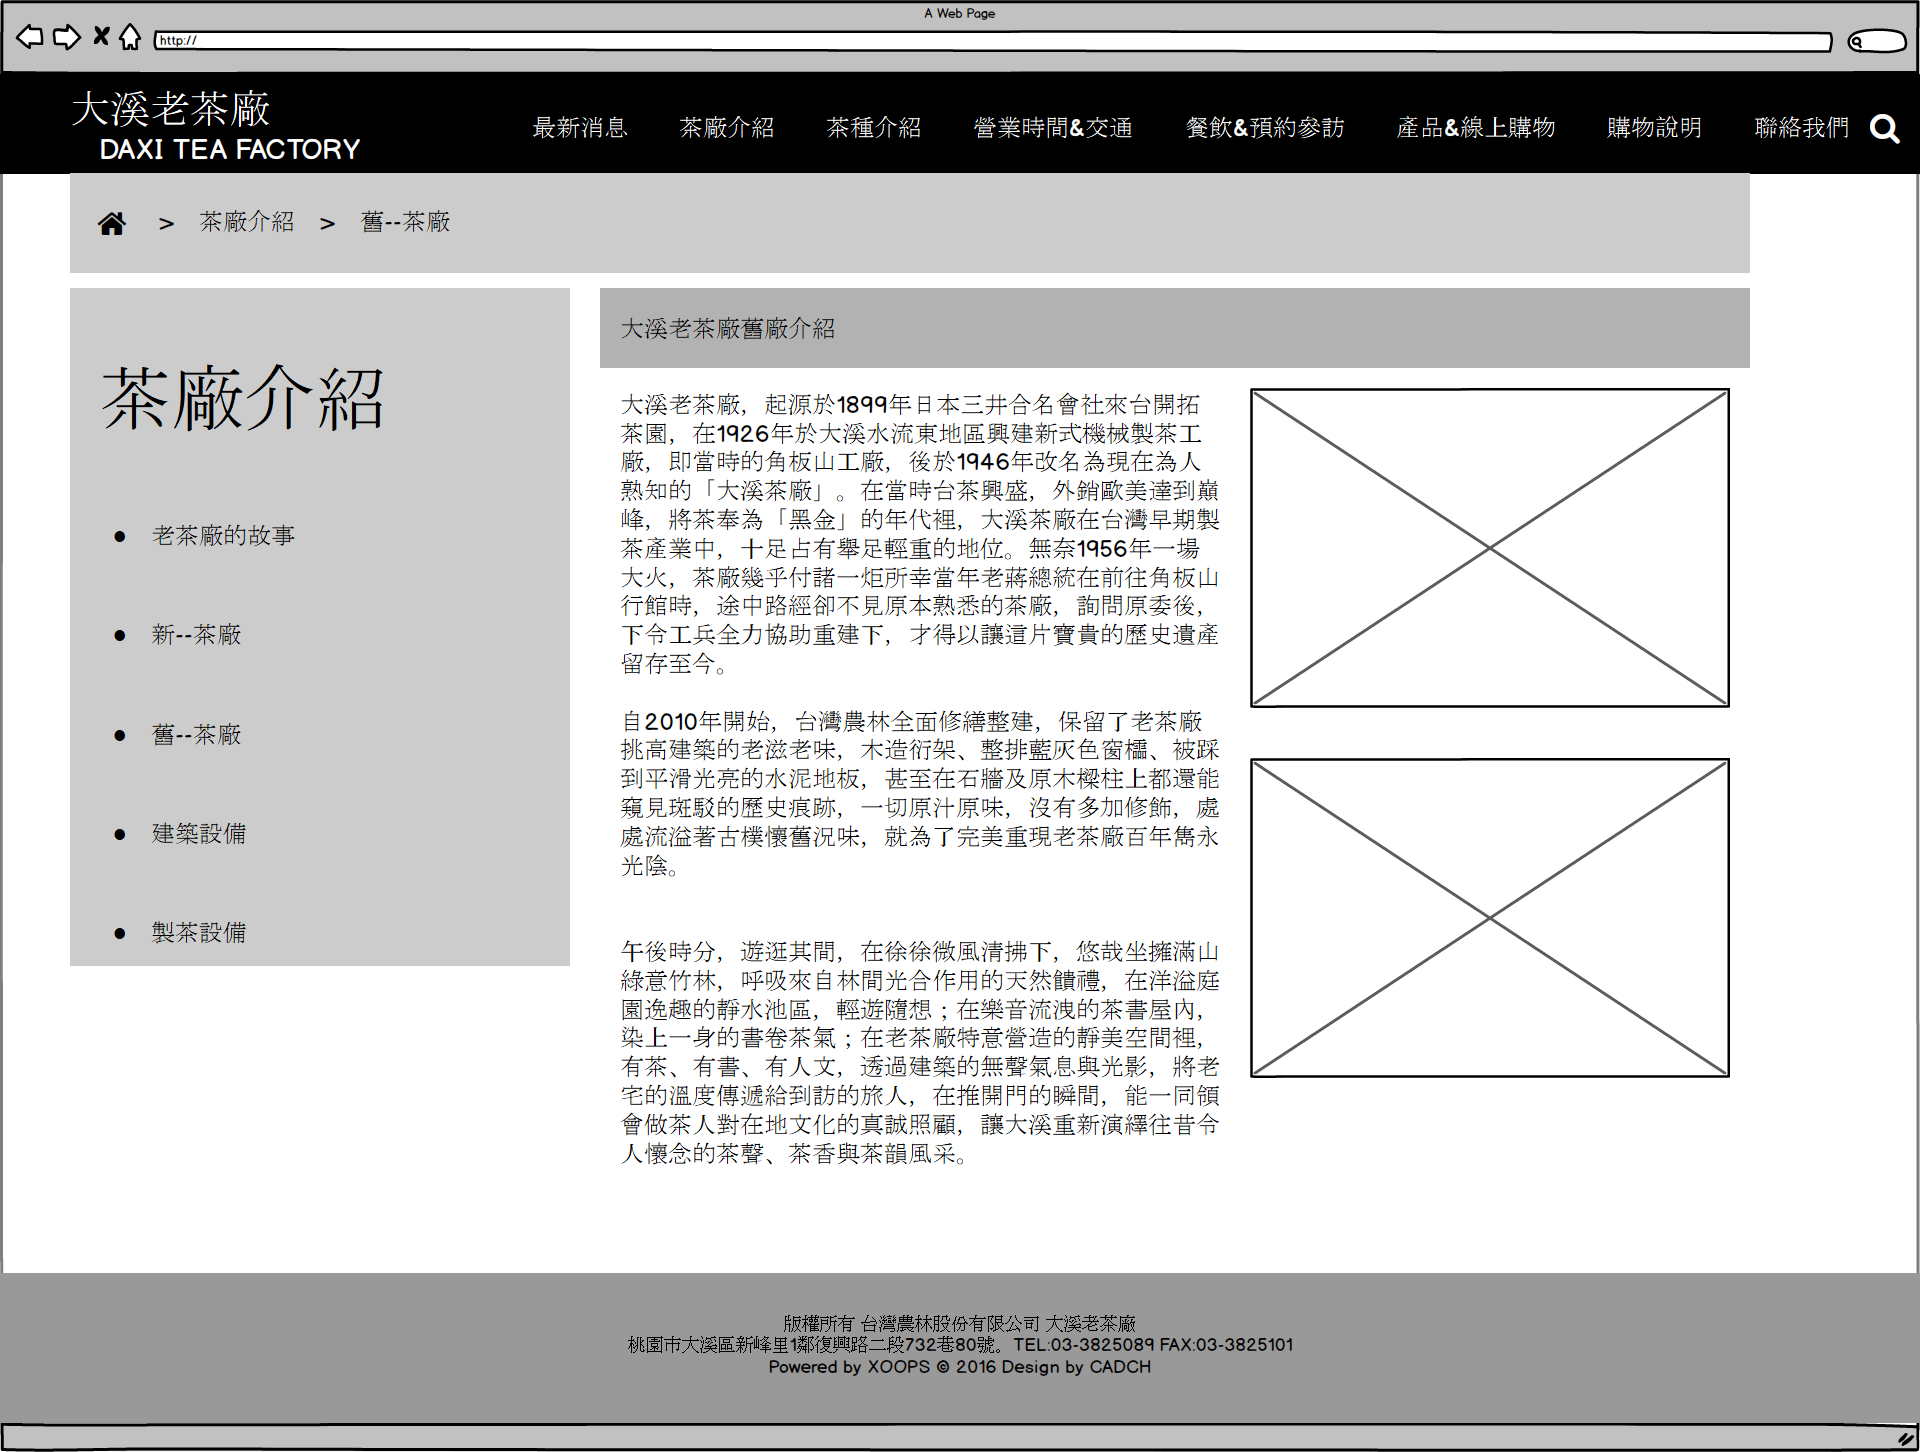 A Web Page
http://
大溪老茶廠
DAXI TEA FACTORY
最新消息 茶廠介紹 茶種介紹 營業時間&交通 餐飲&預約參訪 產品&線上購物 購物說明 聯絡我們
> 茶廠介紹 > 舊--茶廠
茶廠介紹
• 老茶廠的故事
• 新--茶廠
• 舊--茶廠
• 建築設備
• 製茶設備
大溪老茶廠舊廠介紹
大溪老茶廠，起源於1899年日本三井合名會社來台開拓
茶園，在1926年於大溪水流東地區興建新式機械製茶工
廠，即當時的角板山工廠，後於1946年改名為現在為人
熟知的「大溪茶廠」。在當時台茶興盛，外銷歐美達到巔
峰，將茶奉為「黑金」的年代裡，大溪茶廠在台灣早期製
茶產業中，十足占有舉足輕重的地位。無奈1956年一場
大火，茶廠幾乎付諸一炬所幸當年老蔣總統在前往角板山
行館時，途中路經卻不見原本熟悉的茶廠，詢問原委後，
下令工兵全力協助重建下，才得以讓這片寶貴的歷史遺產
留存至今。
自2010年開始，台灣農林全面修繕整建，保留了老茶廠
挑高建築的老滋老味，木造衍架、整排藍灰色窗櫺、被踩
到平滑光亮的水泥地板，甚至在石牆及原木樑柱上都還能
窺見斑駁的歷史痕跡，一切原汁原味，沒有多加修飾，處
處流溢著古樸懷舊況味，就為了完美重現老茶廠百年雋永
光陰。
午後時分，遊逛其間，在徐徐微風清拂下，悠哉坐擁滿山
綠意竹林，呼吸來自林間光合作用的天然饋禮，在洋溢庭
園逸趣的靜水池區，輕遊隨想；在樂音流洩的茶書屋內，
染上一身的書卷茶氣；在老茶廠特意營造的靜美空間裡，
有茶、有書、有人文，透過建築的無聲氣息與光影，將老
宅的溫度傳遞給到訪的旅人，在推開門的瞬間，能一同領
會做茶人對在地文化的真誠照顧，讓大溪重新演繹往昔令
人懷念的茶聲、茶香與茶韻風采。
版權所有 台灣農林股份有限公司 大溪老茶廠
桃園市大溪區新峰里1鄰復興路二段732巷80號。TEL:03-3825089 FAX:03-3825101
Powered by XOOPS © 2016 Design by CADCH